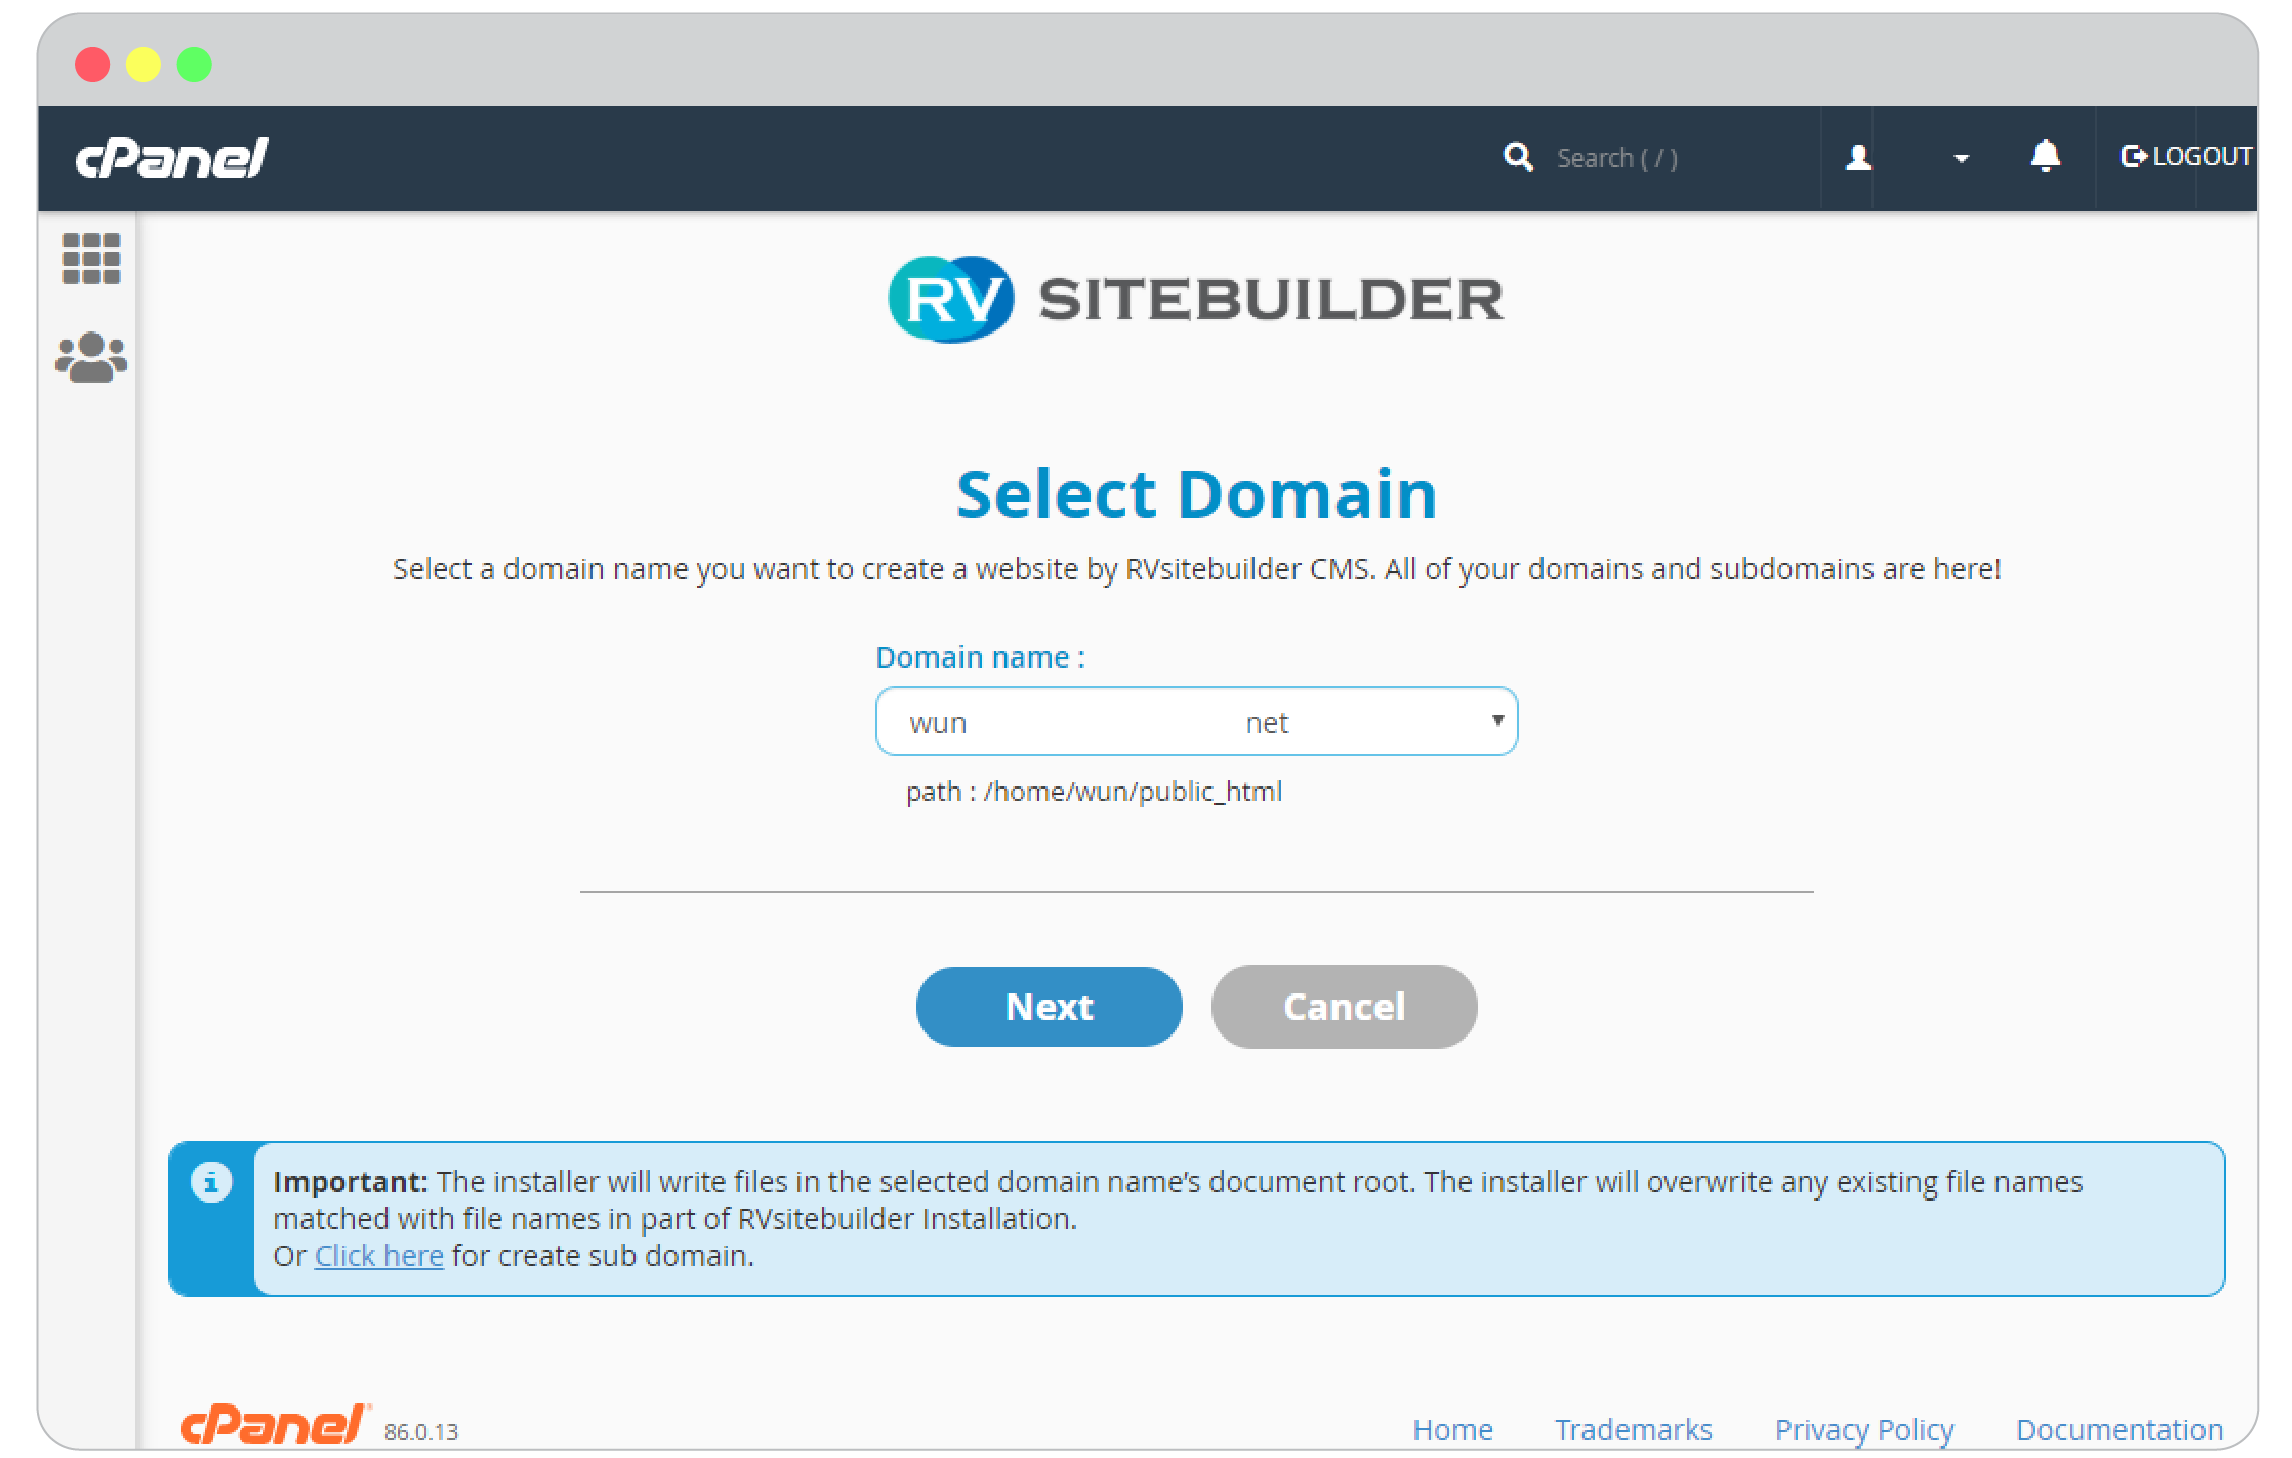 cPanel
Search ( / )
LOGOUT
RV SITEBUILDER
Select Domain
Select a domain name you want to create a website by RVsitebuilder CMS. All of your domains and subdomains are here!
Domain name :
wun net
path : /home/wun/public_html
Next
Cancel
Important: The installer will write files in the selected domain name's document root. The installer will overwrite any existing file names
matched with file names in part of RVsitebuilder Installation.
Or Click here for create sub domain.
cPanel 86.0.13
Home Trademarks Privacy Policy Documentation